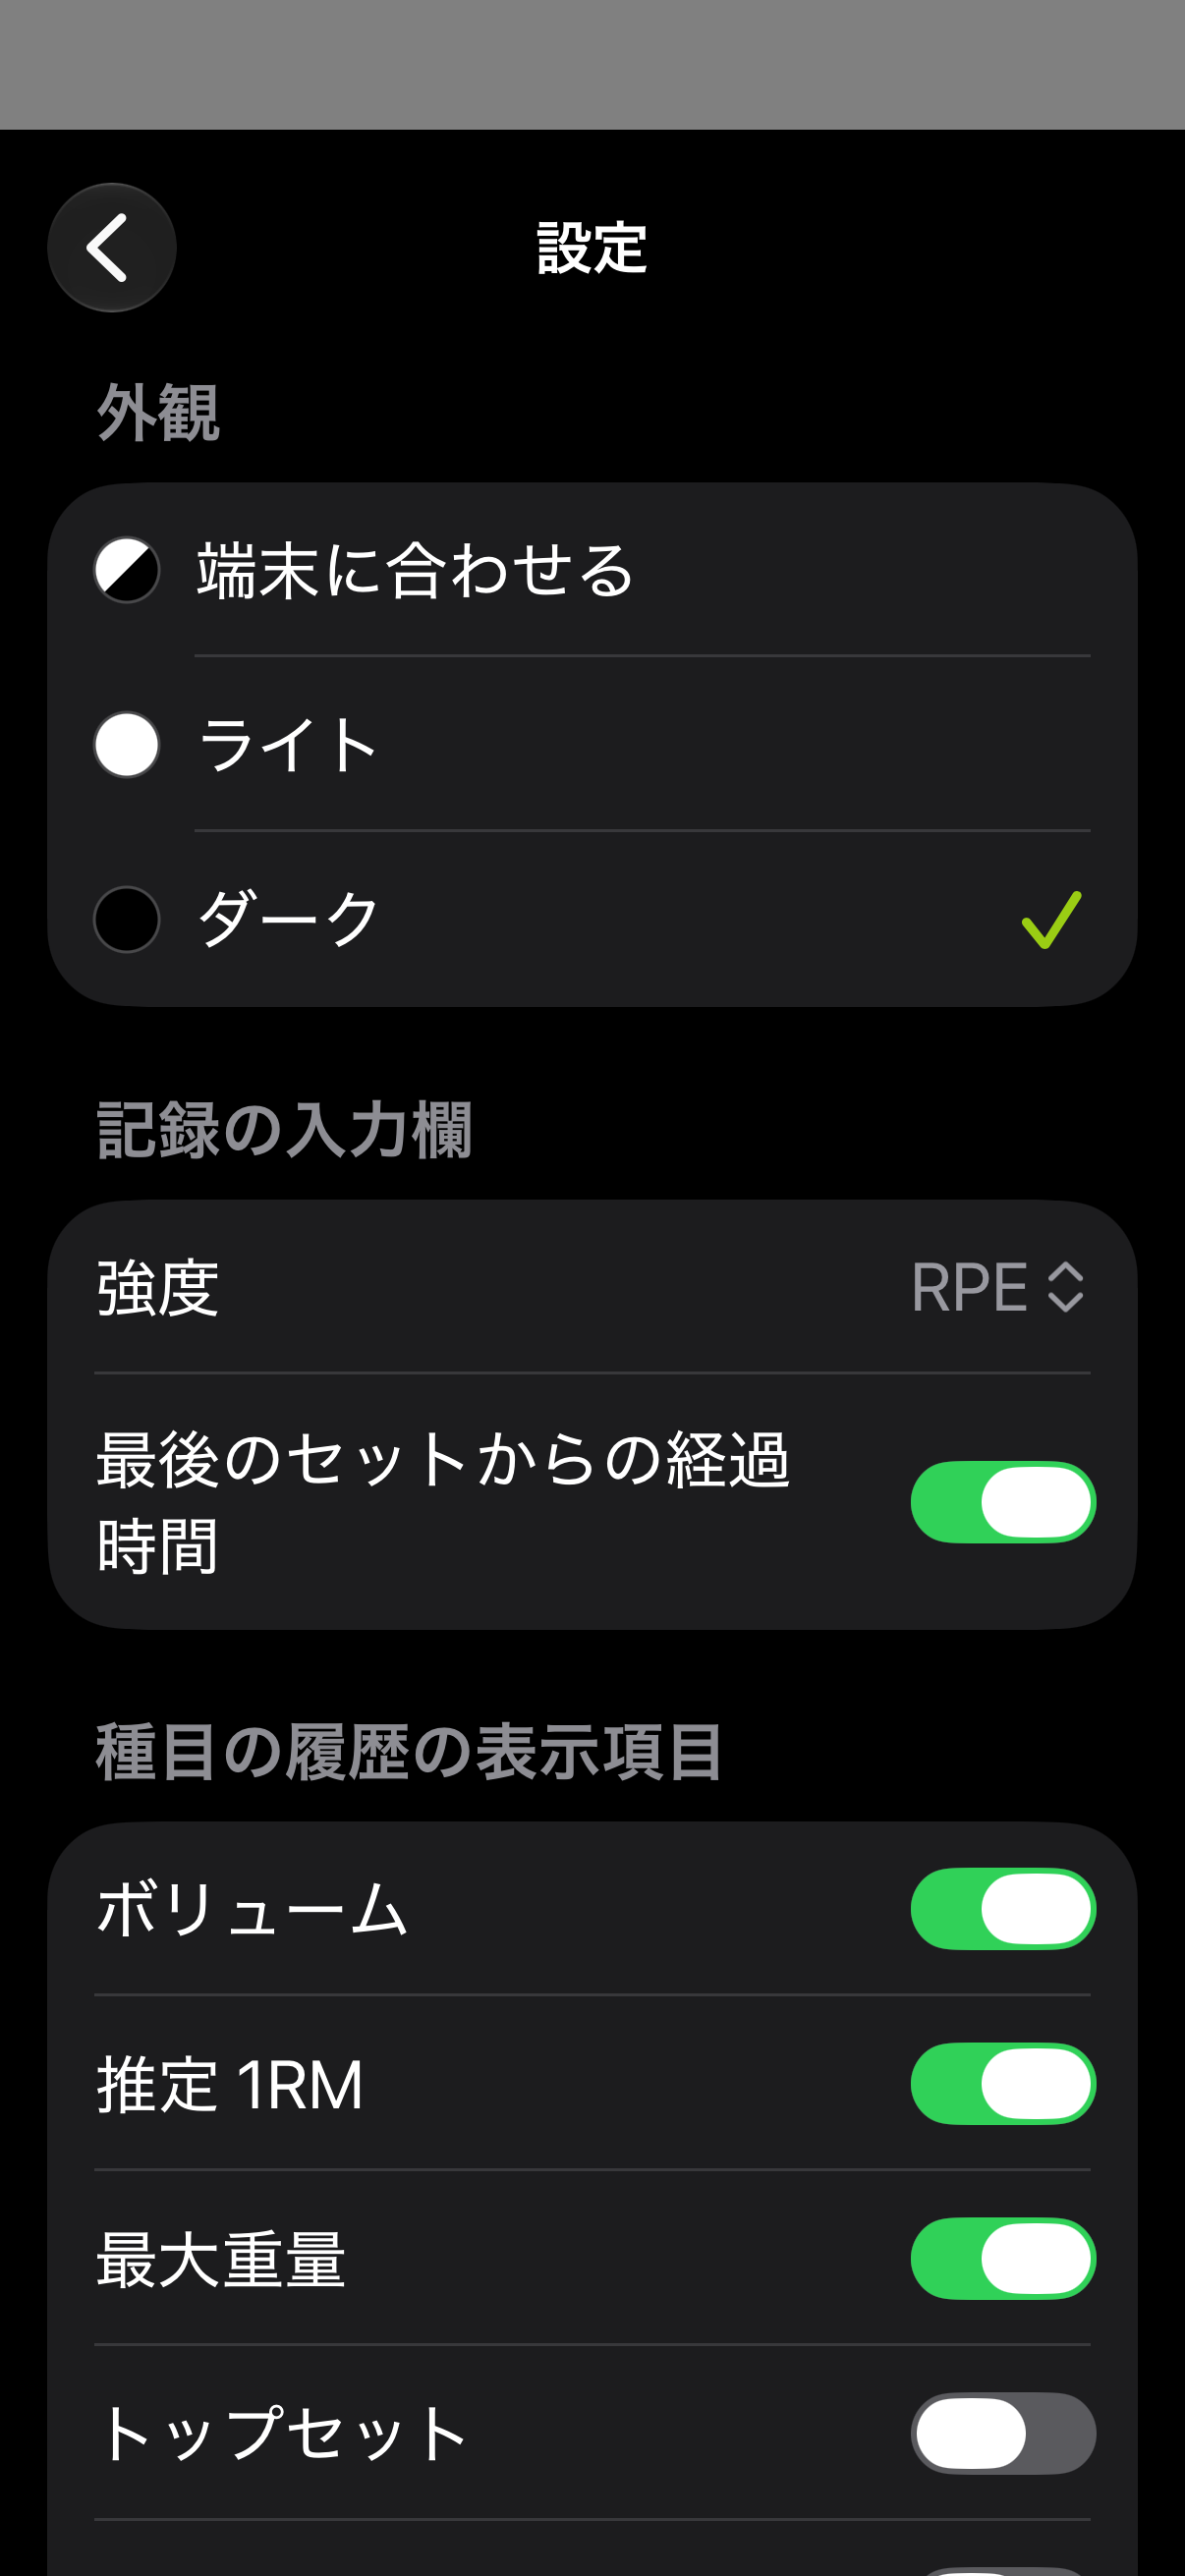 設定
外観
端末に合わせる
ライト
ダーク
記録の入力欄
強度
RPE
最後のセットからの経過
時間
種目の履歴の表示項目
ボリューム
推定 1RM
最大重量
トップセット